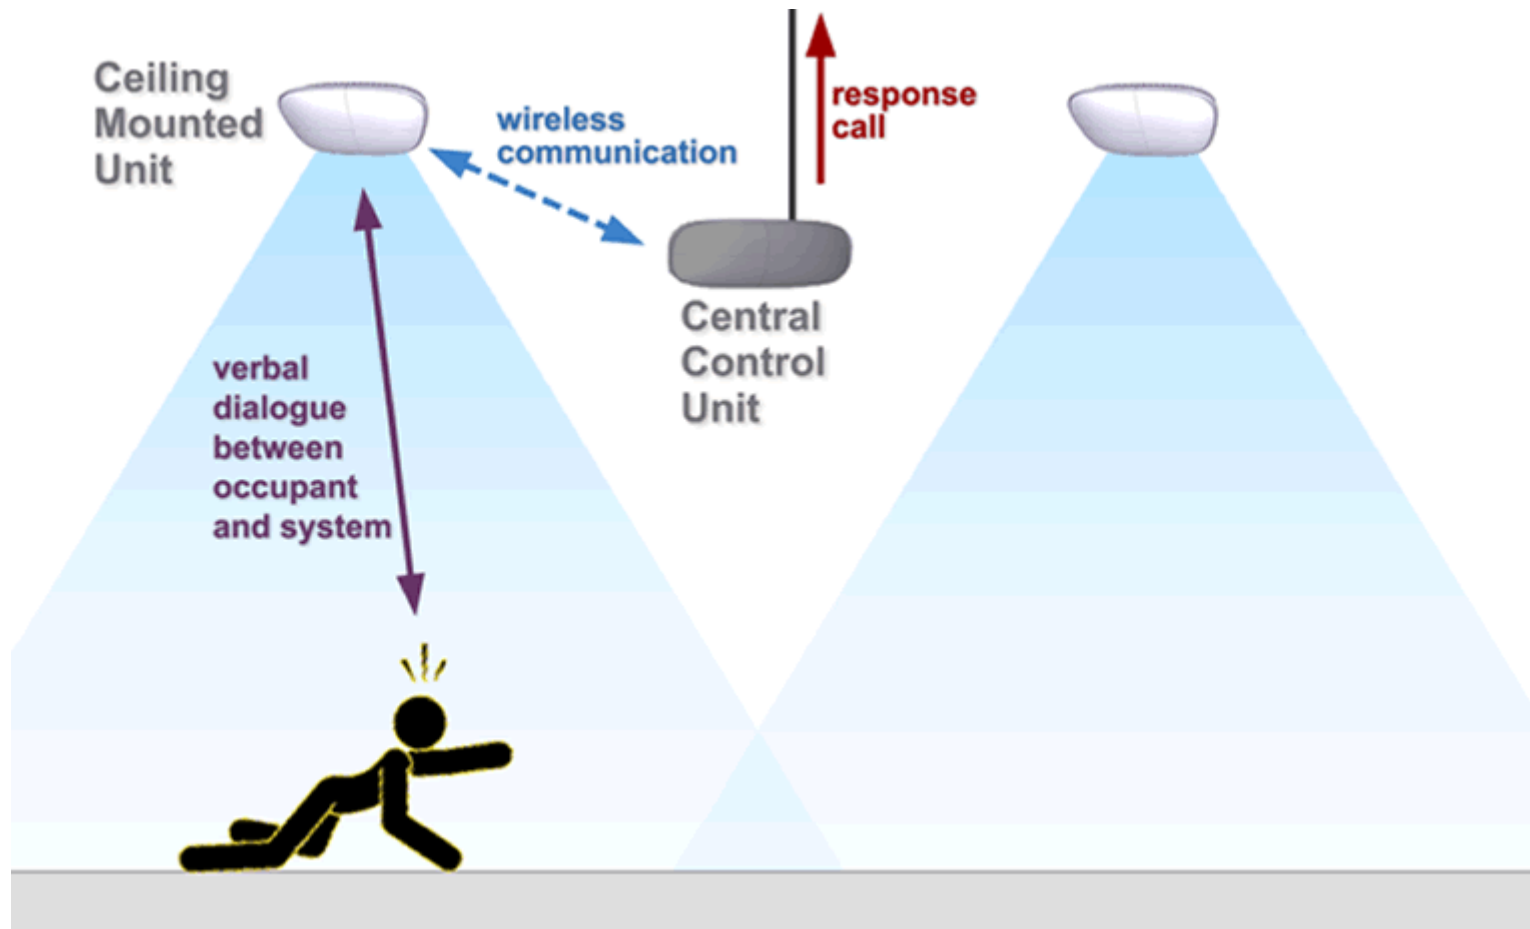 Ceiling
Mounted
Unit
wireless
communication
response
call
Central
Control
Unit
verbal
dialogue
between
occupant
and system